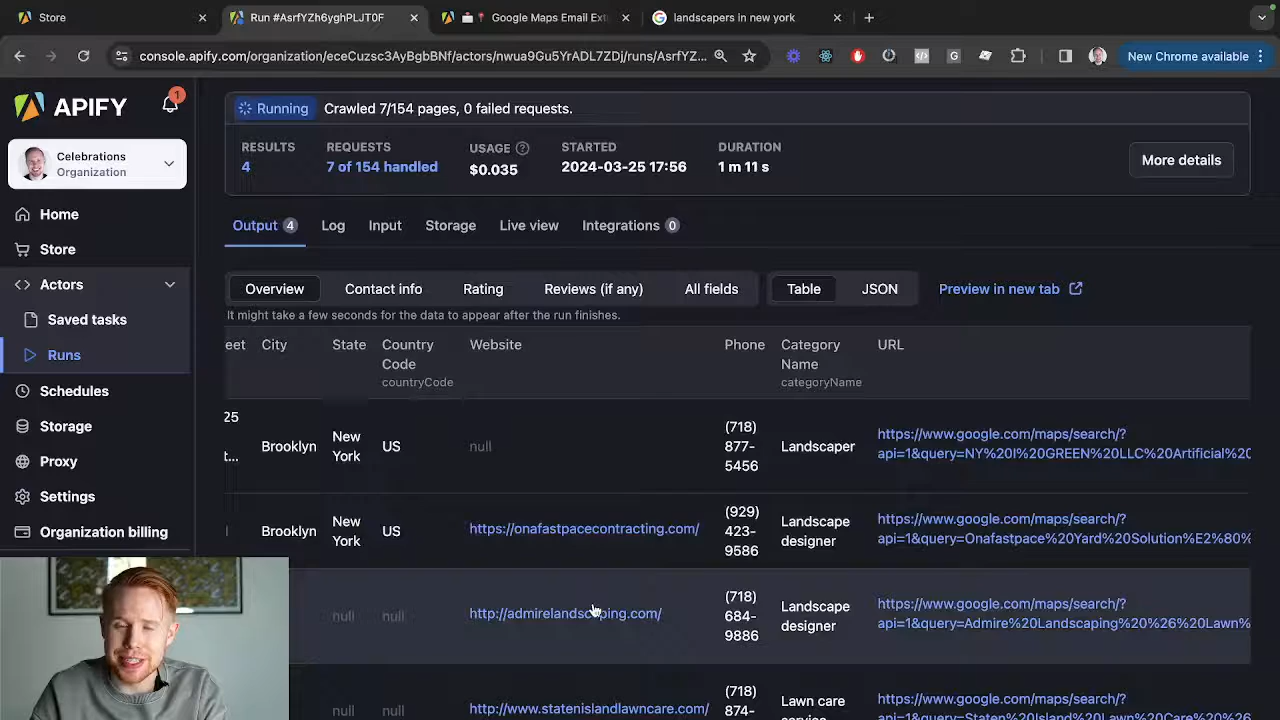 Store
Run #AsrfYZh6yghPLJT0F
Google Maps Email Ext
landscapers in new york
console.apify.com/organization/eceCuzsc3AyBgbBNf/actors/nwua9Gu5YrADL7ZDj/runs/AsrfYZ...
New Chrome available
APIFY
1
Celebrations
Organization
Home
Store
Actors
Saved tasks
Runs
Schedules
Storage
Proxy
Settings
Organization billing
Running
Crawled 7/154 pages, 0 failed requests.
RESULTS
4
REQUESTS
7 of 154 handled
USAGE
$0.035
STARTED
2024-03-25 17:56
DURATION
1 m 11 s
More details
Output 4
Log
Input
Storage
Live view
Integrations 0
Overview
Contact info
Rating
Reviews (if any)
All fields
Table
JSON
Preview in new tab
It might take a few seconds for the data to appear after the run finishes.
eet
City
State
Country
Code
countryCode
Website
Phone
Category
Name
categoryName
URL
25
t...
Brooklyn
New
York
US
null
(718)
877-
5456
Landscaper
https://www.google.com/maps/search/?
api=1&query=NY%20I%20GREEN%20LLC%20Artificial%20
Brooklyn
New
York
US
https://onafastpacecontracting.com/
(929)
423-
9586
Landscape
designer
https://www.google.com/maps/search/?
api=1&query=Onafastpace%20Yard%20Solution%E2%80%
null
null
http://admirelandscaping.com/
(718)
684-
9886
Landscape
designer
https://www.google.com/maps/search/?
api=1&query=Admire%20Landscaping%20%26%20Lawn%
null
null
http://www.statenislandlawncare.com/
(718)
874-
Lawn care
service
https://www.google.com/maps/search/?
api=1&query=Staten%20Island%20Lawn%20Care%20